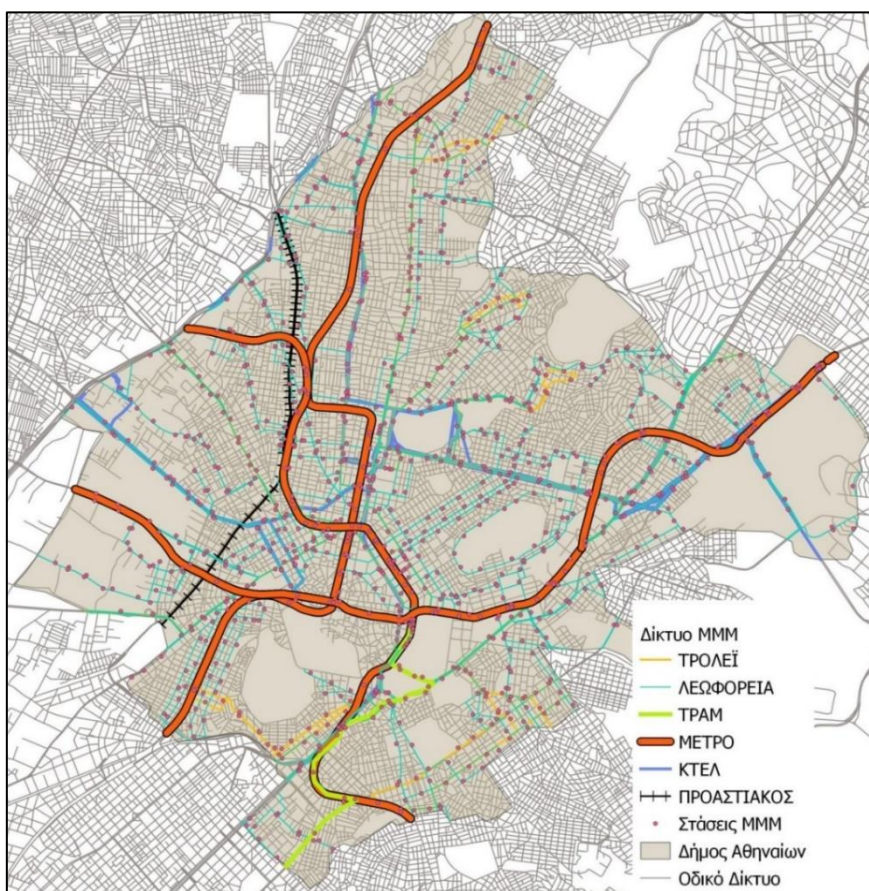 Δίκτυο ΜΜΜ
ΤΡΟΛΕΪ
ΛΕΩΦΟΡΕΙΑ
ΤΡΑΜ
ΜΕΤΡΟ
ΚΤΕΛ
ΠΡΟΑΣΤΙΑΚΟΣ
Στάσεις ΜΜΜ
Δήμος Αθηναίων
Οδικό Δίκτυο